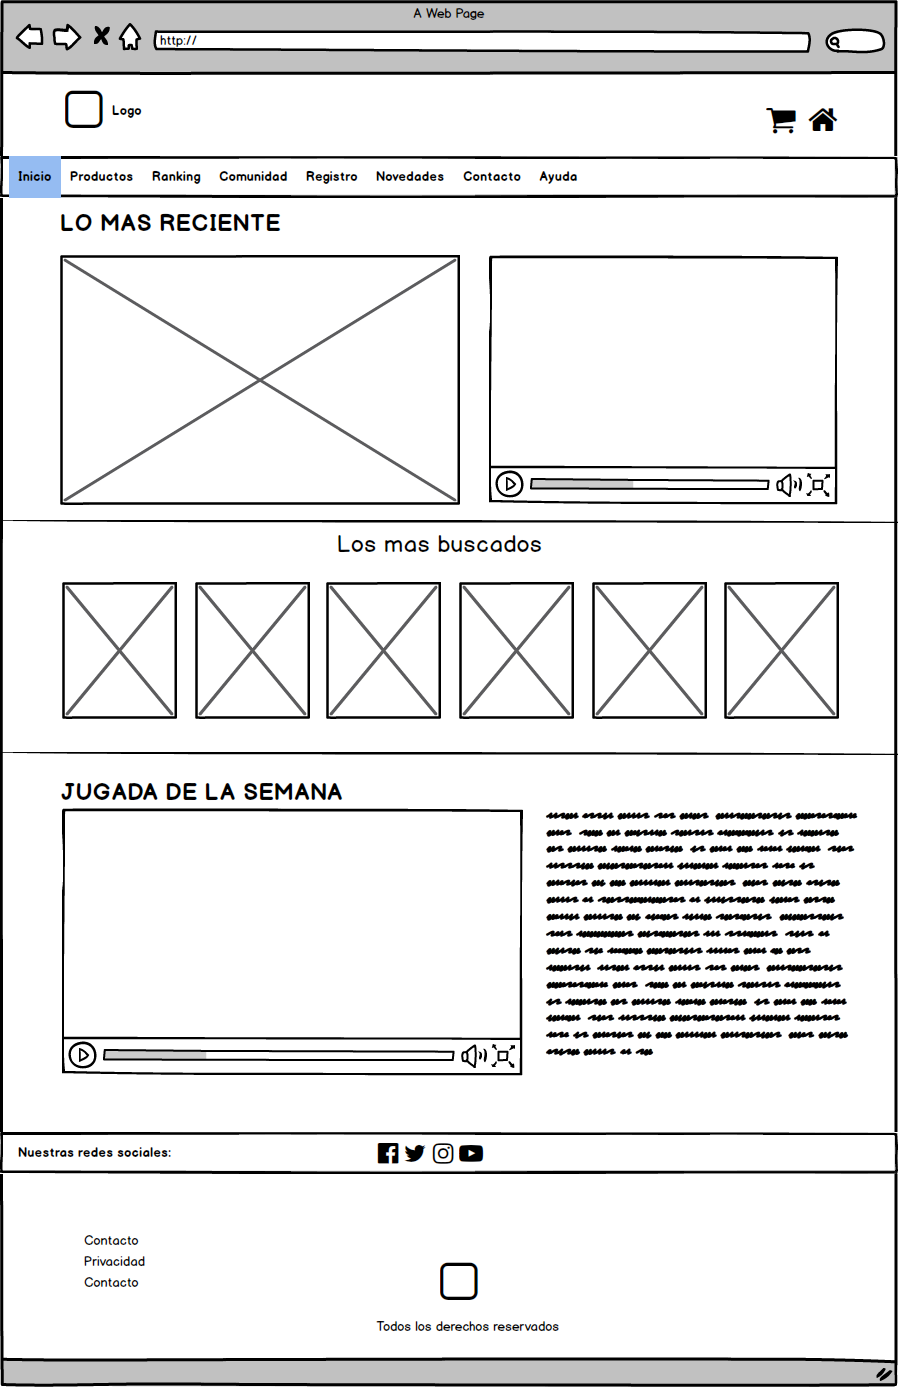 A Web Page
http://
Logo
Inicio Productos Ranking Comunidad Registro Novedades Contacto Ayuda
LO MAS RECIENTE
Los mas buscados
JUGADA DE LA SEMANA
Nuestras redes sociales:
Contacto
Privacidad
Contacto
Todos los derechos reservados